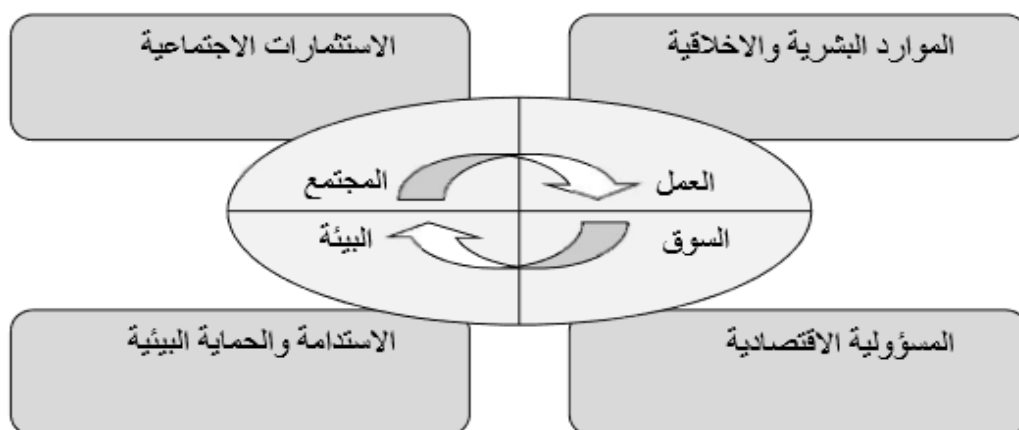 الموارد البشرية والاخلاقية
الاستثمارات الاجتماعية
العمل
المجتمع
السوق
البيئة
المسؤولية الاقتصادية
الاستدامة والحماية البيئية